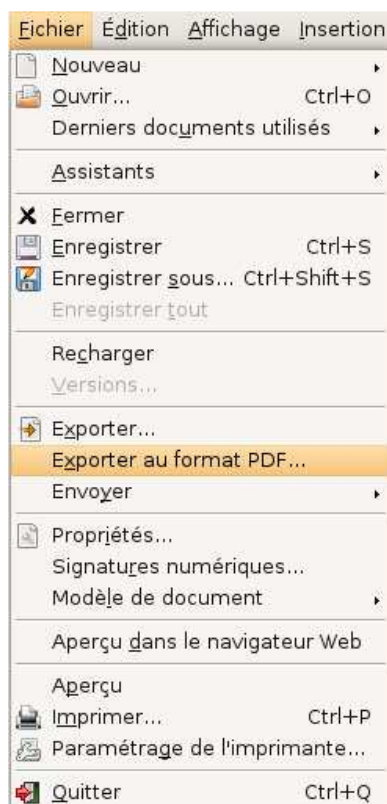 Fichier Édition Affichage Insertion
Nouveau
Ouvrir... Ctrl+O
Derniers documents utilisés
Assistants
Fermer
Enregistrer Ctrl+S
Enregistrer sous... Ctrl+Shift+S
Enregistrer tout
Recharger
Versions...
Exporter...
Exporter au format PDF...
Envoyer
Propriétés...
Signatures numériques...
Modèle de document
Aperçu dans le navigateur Web
Aperçu
Imprimer... Ctrl+P
Paramétrage de l'imprimante...
Quitter Ctrl+Q